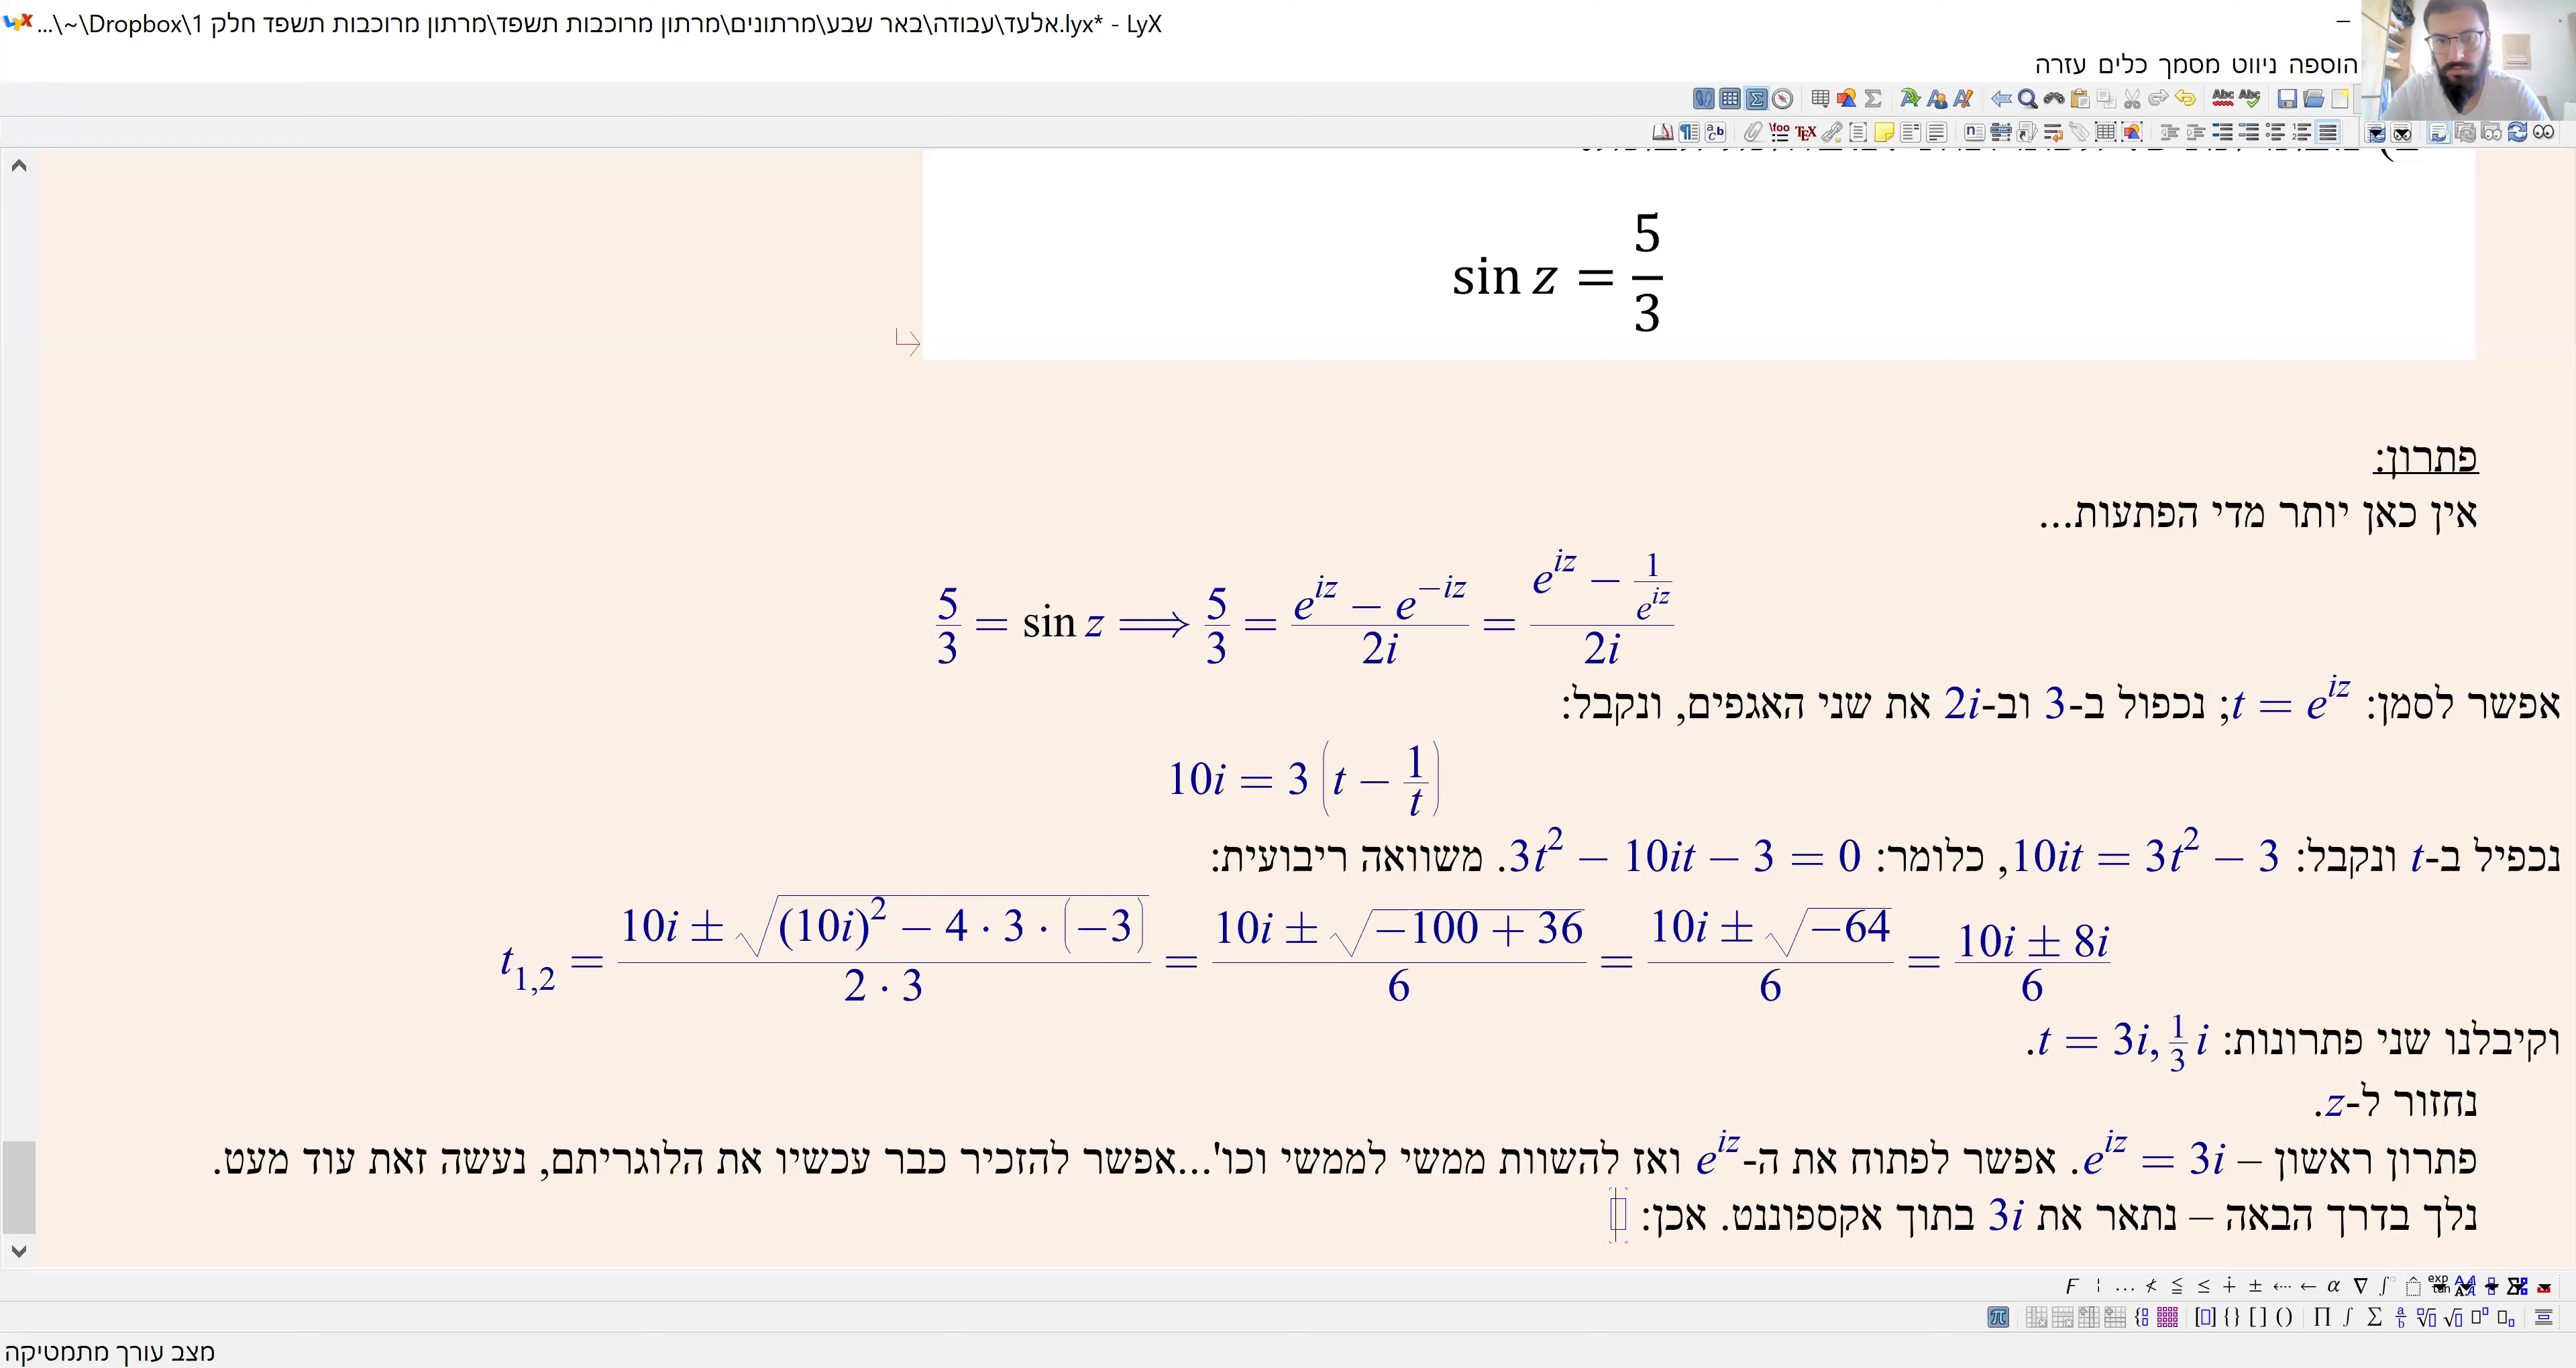 ...\~\Dropbox\אלעד\עבודה\באר שבע\מרתונים\מרתון מרוכבות תשפד\מרתון מרוכבות תשפד חלק 1.lyx* - LyX
הוספה ניווט מסמך כלים עזרה
sin z = 5/3
פתרון:
אין כאן יותר מדי הפתעות...
5/3 = sin z ⟹ 5/3 = (e^{iz} − e^{−iz})/2i = (e^{iz} − 1/e^{iz})/2i
אפשר לסמן: t = e^{iz}; נכפול ב-3 וב-2i את שני האגפים, ונקבל:
10i = 3(t − 1/t)
נכפיל ב-t ונקבל: 10it = 3t² − 3, כלומר: 3t² − 10it − 3 = 0. משוואה ריבועית:
t_{1,2} = (10i ± √((10i)² − 4 · 3 · (−3)))/(2 · 3) = (10i ± √(−100 + 36))/6 = (10i ± √(−64))/6 = (10i ± 8i)/6
וקיבלנו שני פתרונות: t = 3i, 1/3 i.
נחזור ל-z.
פתרון ראשון – e^{iz} = 3i. אפשר לפתוח את ה-e^{iz} ואז להשוות ממשי לממשי וכו'...אפשר להזכיר כבר עכשיו את הלוגריתם, נעשה זאת עוד מעט.
נלך בדרך הבאה – נתאר את 3i בתוך אקספוננט. אכן:
מצב עורך מתמטיקה